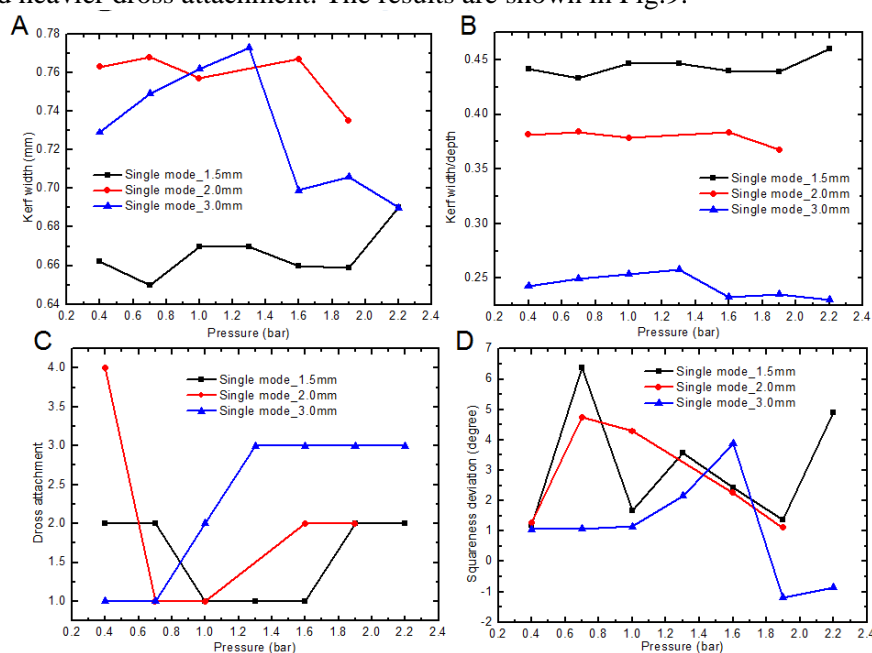 d heavier dross attachment. The results are shown in Fig.9.
A
0.78
0.76
0.74
0.72
0.70
0.68
0.66
0.64
Kerf width (mm)
Single mode_1.5mm
Single mode_2.0mm
Single mode_3.0mm
0.2 0.4 0.6 0.8 1.0 1.2 1.4 1.6 1.8 2.0 2.2 2.4
Pressure (bar)
B
0.45
0.40
0.35
0.30
0.25
Kerf width/depth
Single mode_1.5mm
Single mode_2.0mm
Single mode_3.0mm
0.2 0.4 0.6 0.8 1.0 1.2 1.4 1.6 1.8 2.0 2.2 2.4
Pressure (bar)
C
4.0
3.5
3.0
2.5
2.0
1.5
1.0
Dross attachment
Single mode_1.5mm
Single mode_2.0mm
Single mode_3.0mm
0.2 0.4 0.6 0.8 1.0 1.2 1.4 1.6 1.8 2.0 2.2 2.4
Pressure (bar)
D
7
6
5
4
3
2
1
0
-1
-2
Squareness deviation (degree)
Single mode_1.5mm
Single mode_2.0mm
Single mode_3.0mm
0.2 0.4 0.6 0.8 1.0 1.2 1.4 1.6 1.8 2.0 2.2 2.4
Pressure (bar)